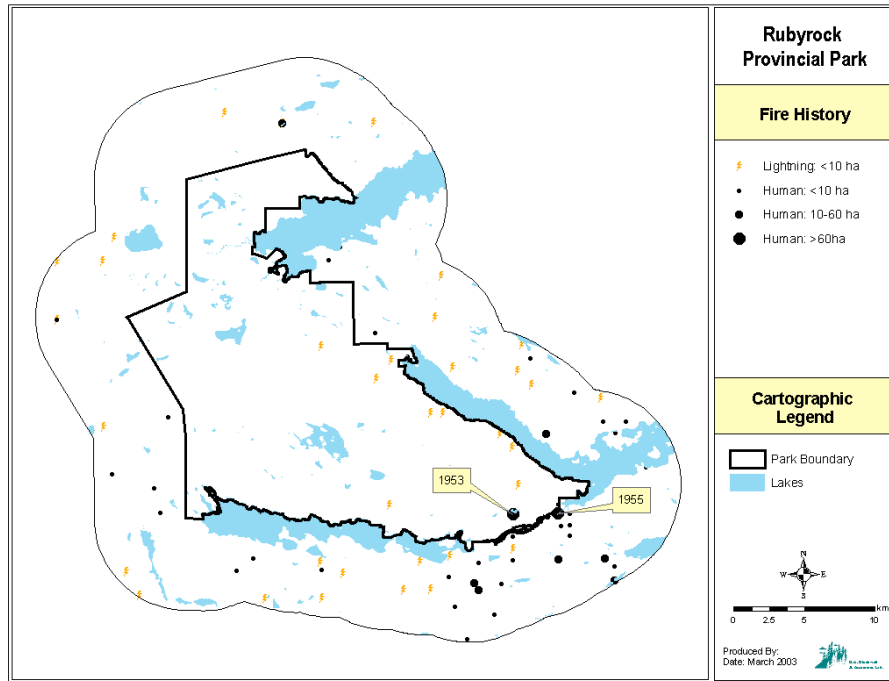 Rubyrock
Provincial Park
Fire History
Lightning: <10 ha
Human: <10 ha
Human: 10-60 ha
Human: >60ha
1953
1955
Cartographic
Legend
Park Boundary
Lakes
N
W E
S
km
0 2.5 5 10
Produced By:
Date: March 2003